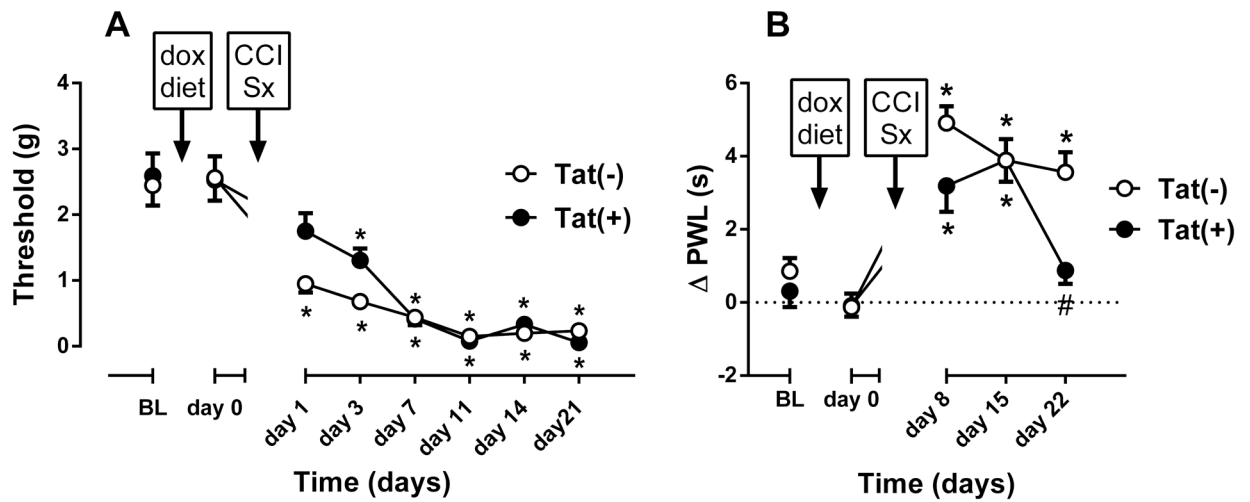 A
dox
diet
CCI
Sx
4
3
2
1
0
Threshold (g)
Tat(-)
Tat(+)
*
*
*
*
*
*
*
*
*
*
*
BL
day 0
day 1
day 3
day 7
day 11
day 14
day21
Time (days)
B
dox
diet
CCI
Sx
6
4
2
0
-2
Δ PWL (s)
Tat(-)
Tat(+)
*
*
*
*
*
#
BL
day 0
day 8
day 15
day 22
Time (days)